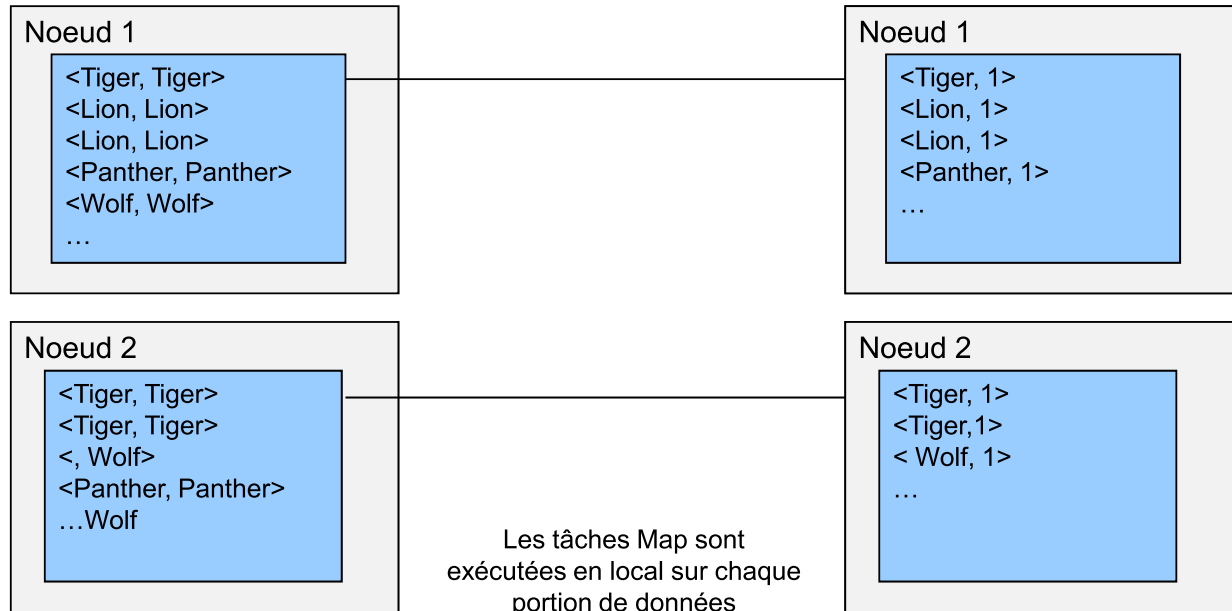 Noeud 1
<Tiger, Tiger>
<Lion, Lion>
<Lion, Lion>
<Panther, Panther>
<Wolf, Wolf>
…
Noeud 1
<Tiger, 1>
<Lion, 1>
<Lion, 1>
<Panther, 1>
…
Noeud 2
<Tiger, Tiger>
<Tiger, Tiger>
<, Wolf>
<Panther, Panther>
…Wolf
Noeud 2
<Tiger, 1>
<Tiger,1>
< Wolf, 1>
…
Les tâches Map sont
exécutées en local sur chaque
portion de données